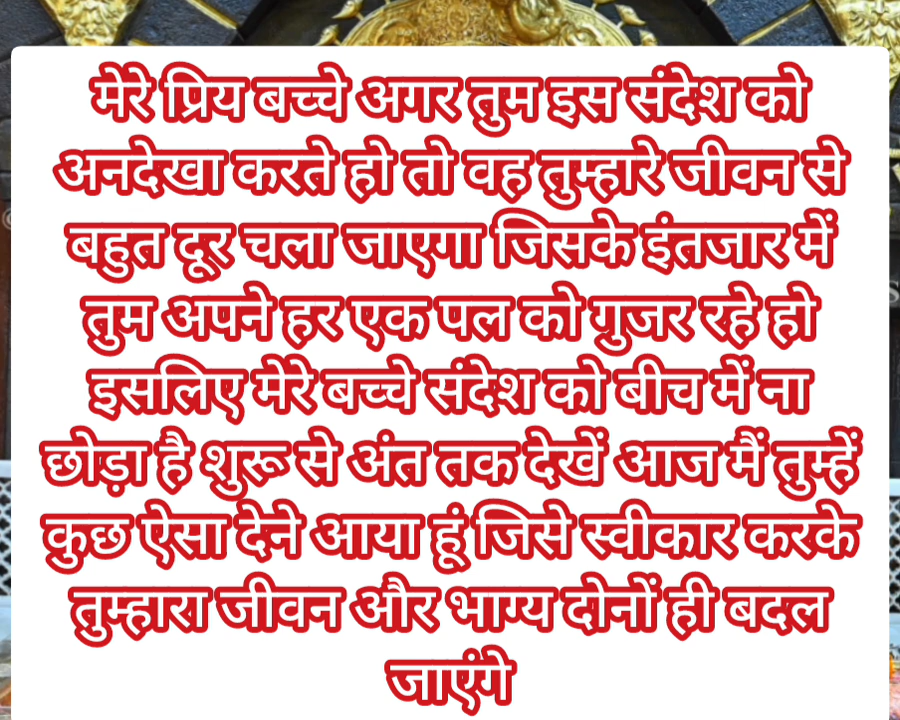 मेरे प्रिय बच्चे अगर तुम इस संदेश को
अनदेखा करते हो तो वह तुम्हारे जीवन से
बहुत दूर चला जाएगा जिसके इंतजार में
तुम अपने हर एक पल को गुजर रहे हो
इसलिए मेरे बच्चे संदेश को बीच में ना
छोड़ा है शुरू से अंत तक देखें आज मैं तुम्हें
कुछ ऐसा देने आया हूं जिसे स्वीकार करके
तुम्हारा जीवन और भाग्य दोनों ही बदल
जाएंगे